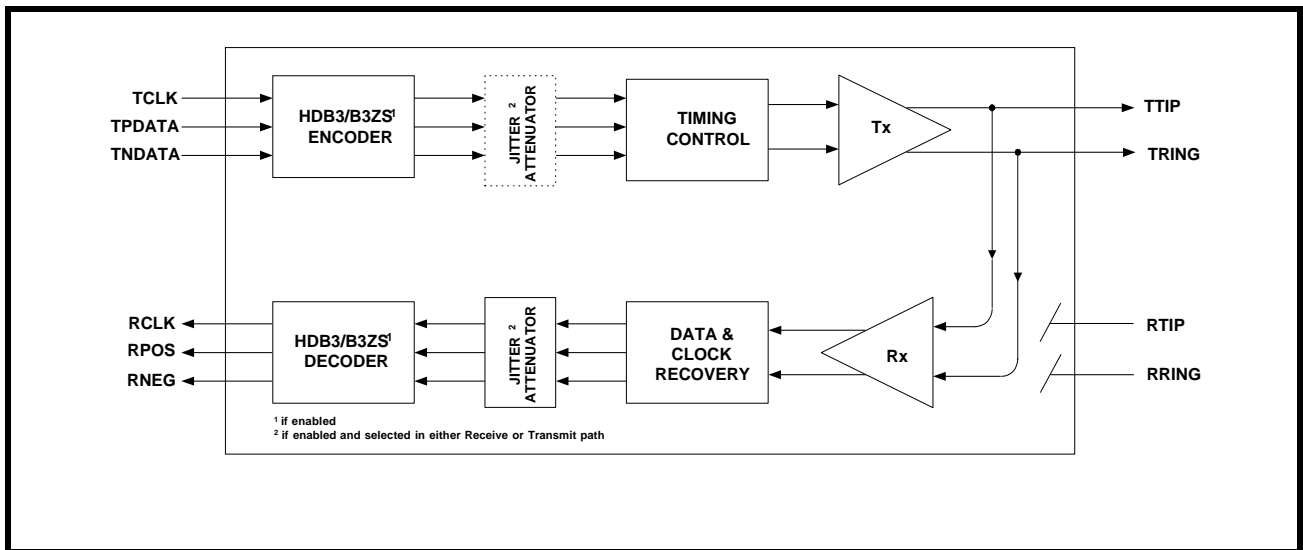 TCLK
TPDATA
TNDATA
HDB3/B3ZS¹
ENCODER
JITTER ²
ATTENUATOR
TIMING
CONTROL
Tx
TTIP
TRING
RCLK
RPOS
RNEG
HDB3/B3ZS¹
DECODER
JITTER ²
ATTENUATOR
DATA &
CLOCK
RECOVERY
Rx
RTIP
RRING
¹ if enabled
² if enabled and selected in either Receive or Transmit path